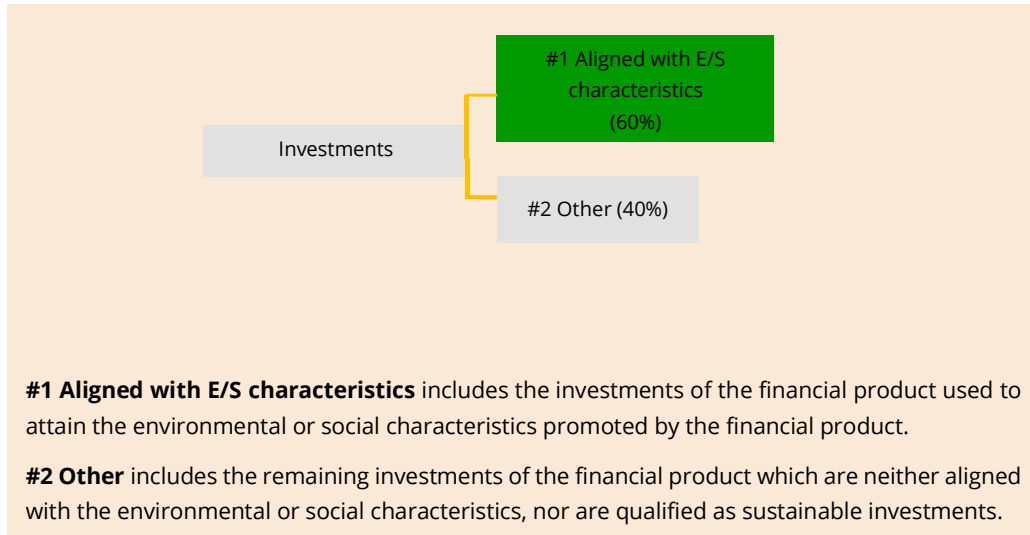 #1 Aligned with E/S
characteristics
(60%)
Investments
#2 Other (40%)
#1 Aligned with E/S characteristics includes the investments of the financial product used to
attain the environmental or social characteristics promoted by the financial product.
#2 Other includes the remaining investments of the financial product which are neither aligned
with the environmental or social characteristics, nor are qualified as sustainable investments.